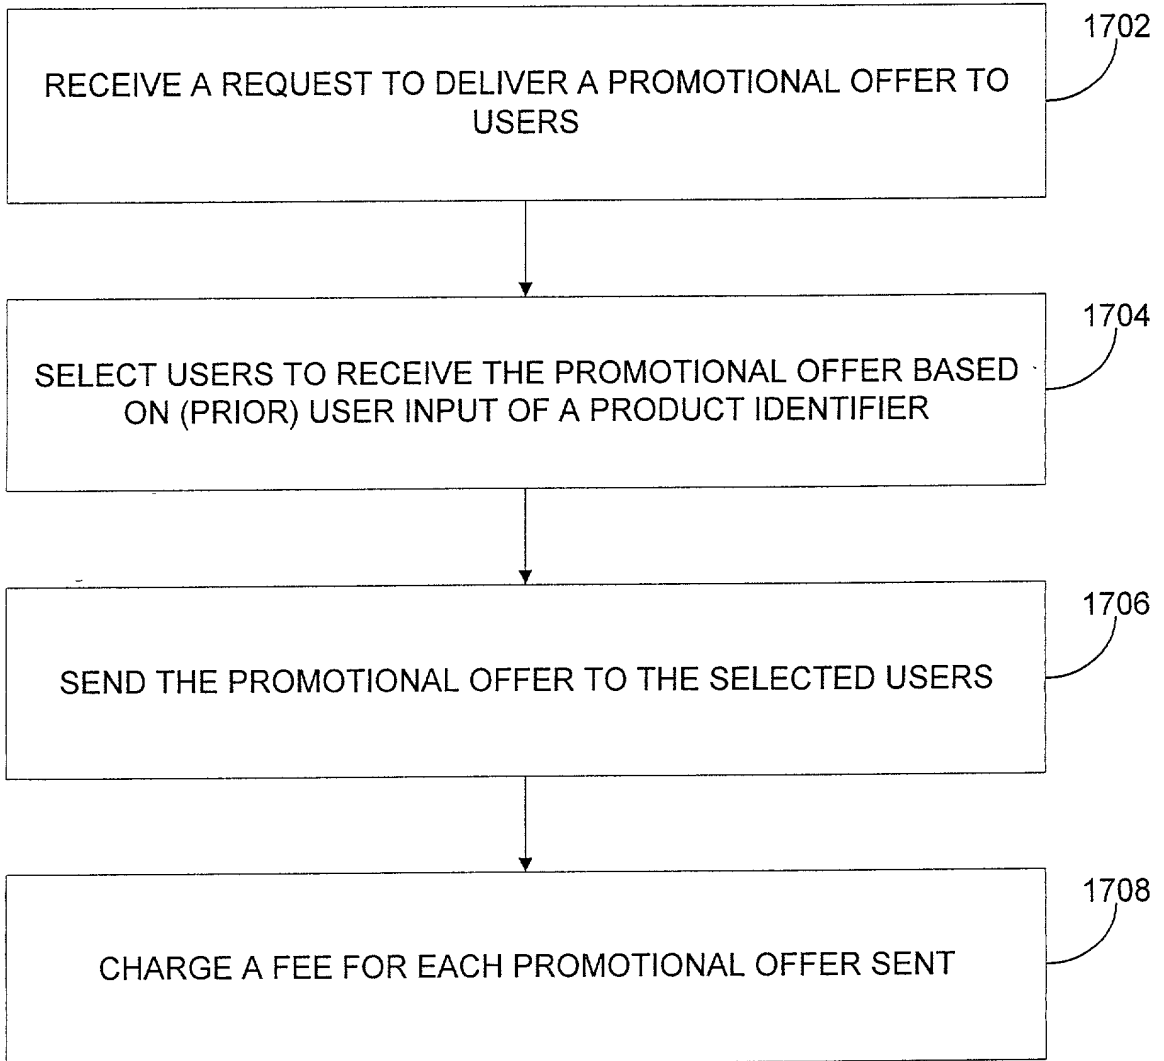 1702
RECEIVE A REQUEST TO DELIVER A PROMOTIONAL OFFER TO
USERS
1704
SELECT USERS TO RECEIVE THE PROMOTIONAL OFFER BASED
ON (PRIOR) USER INPUT OF A PRODUCT IDENTIFIER
1706
SEND THE PROMOTIONAL OFFER TO THE SELECTED USERS
1708
CHARGE A FEE FOR EACH PROMOTIONAL OFFER SENT